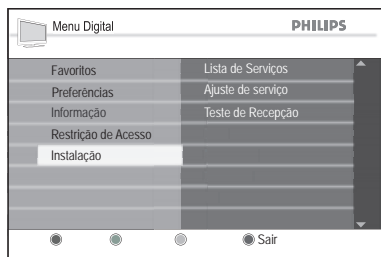 Menu Digital
PHILIPS
Favoritos
Lista de Serviços
Preferências
Ajuste de serviço
Informação
Teste de Recepção
Restrição de Acesso
Instalação
Sair